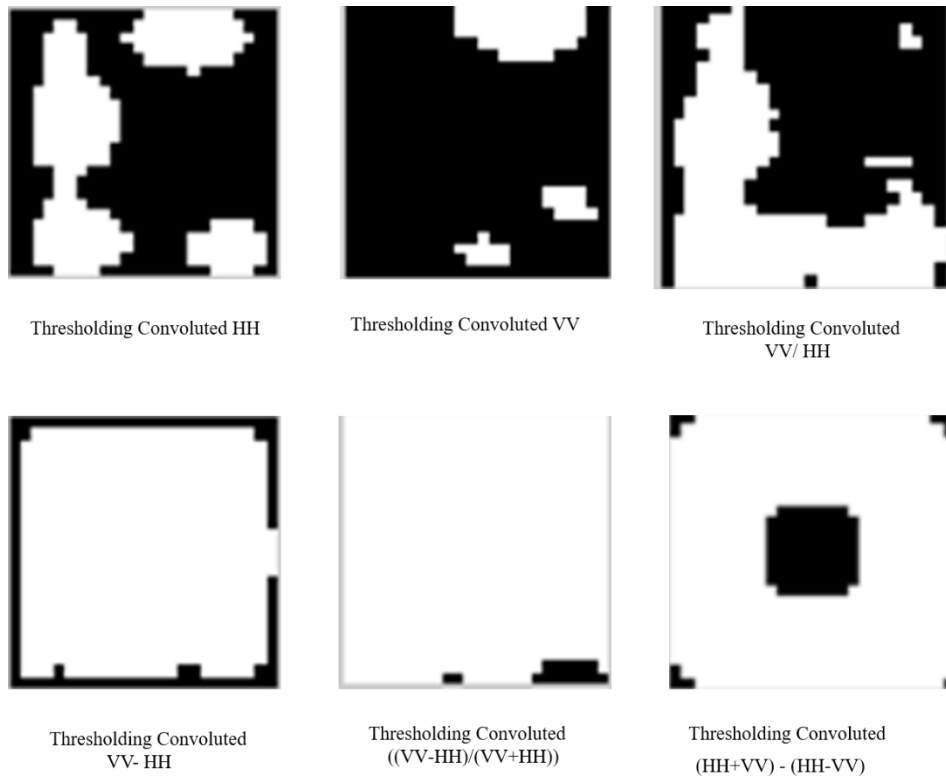 Thresholding Convoluted HH
Thresholding Convoluted VV
Thresholding Convoluted
VV/ HH
Thresholding Convoluted
VV- HH
Thresholding Convoluted
((VV-HH)/(VV+HH))
Thresholding Convoluted
(HH+VV) - (HH-VV)